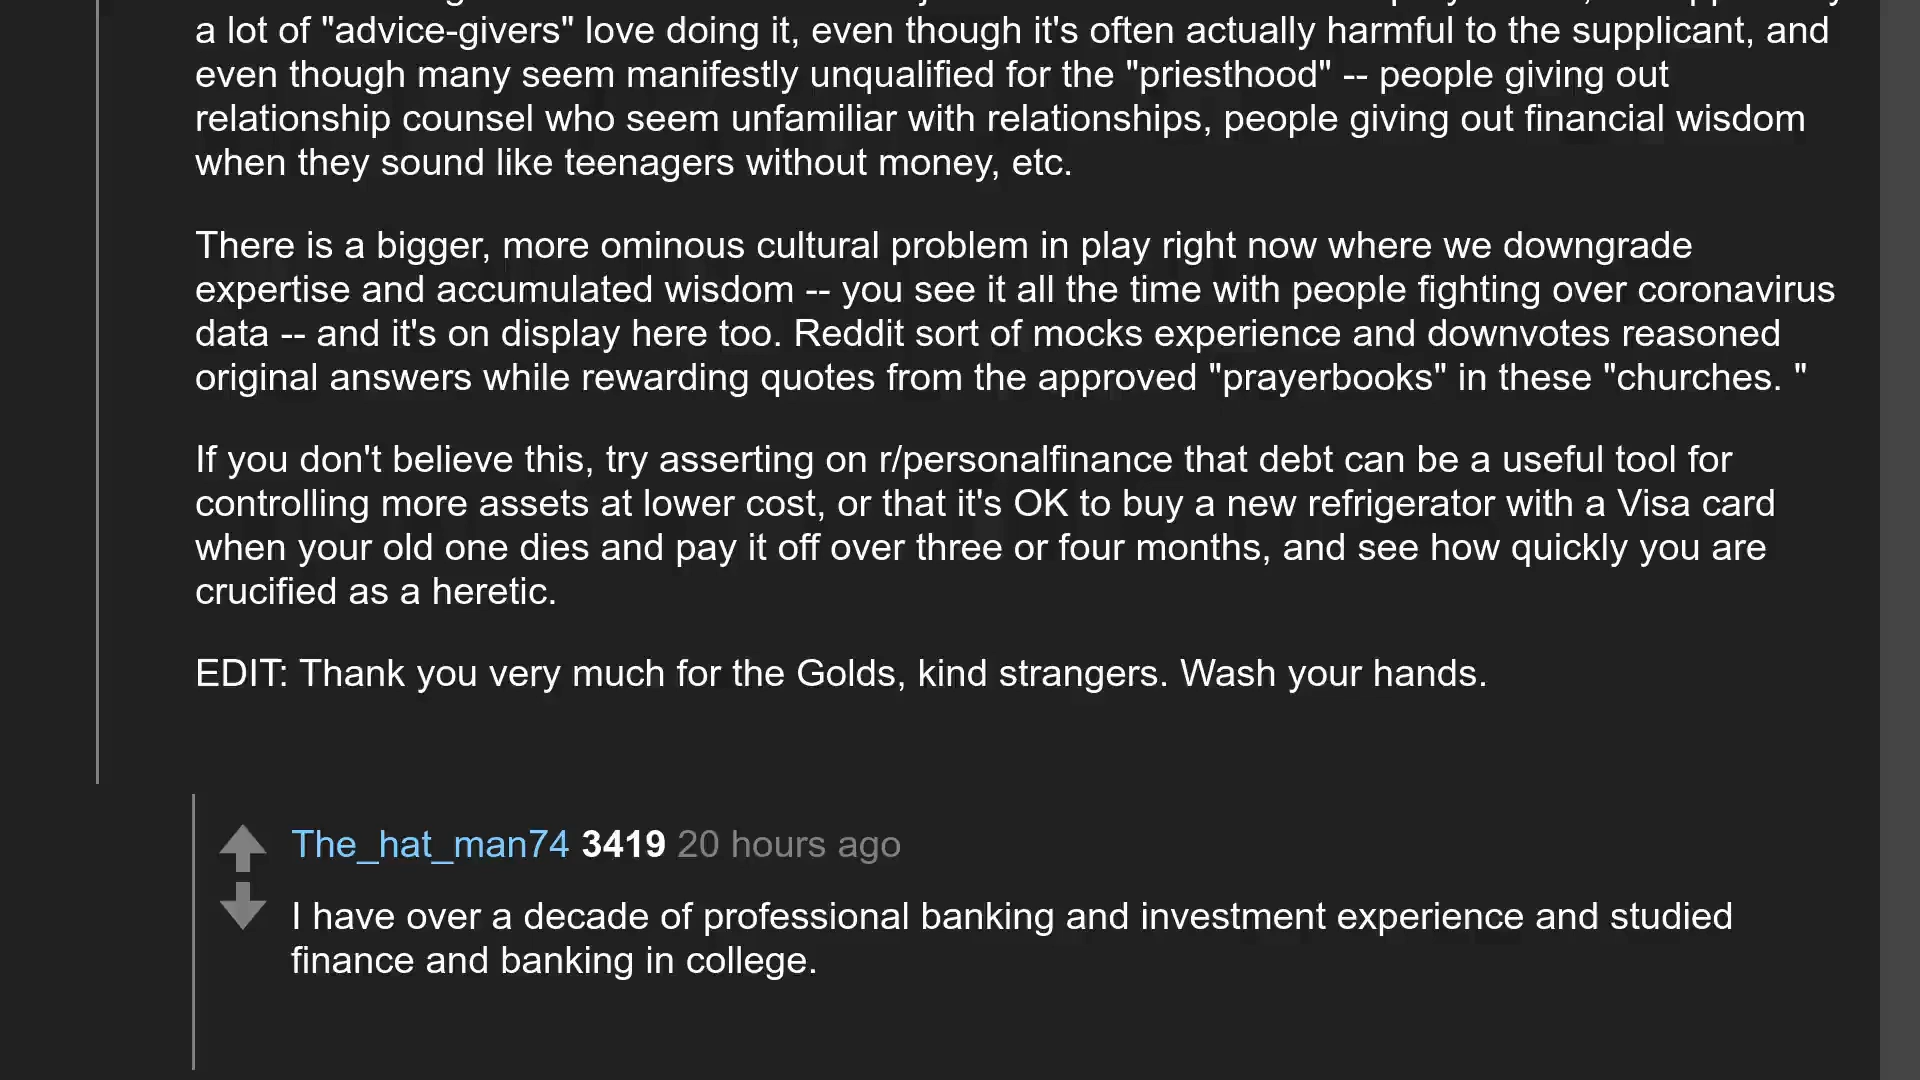 a lot of "advice-givers" love doing it, even though it's often actually harmful to the supplicant, and
even though many seem manifestly unqualified for the "priesthood" -- people giving out
relationship counsel who seem unfamiliar with relationships, people giving out financial wisdom
when they sound like teenagers without money, etc.
There is a bigger, more ominous cultural problem in play right now where we downgrade
expertise and accumulated wisdom -- you see it all the time with people fighting over coronavirus
data -- and it's on display here too. Reddit sort of mocks experience and downvotes reasoned
original answers while rewarding quotes from the approved "prayerbooks" in these "churches. "
If you don't believe this, try asserting on r/personalfinance that debt can be a useful tool for
controlling more assets at lower cost, or that it's OK to buy a new refrigerator with a Visa card
when your old one dies and pay it off over three or four months, and see how quickly you are
crucified as a heretic.
EDIT: Thank you very much for the Golds, kind strangers. Wash your hands.
The_hat_man74 3419 20 hours ago
I have over a decade of professional banking and investment experience and studied
finance and banking in college.